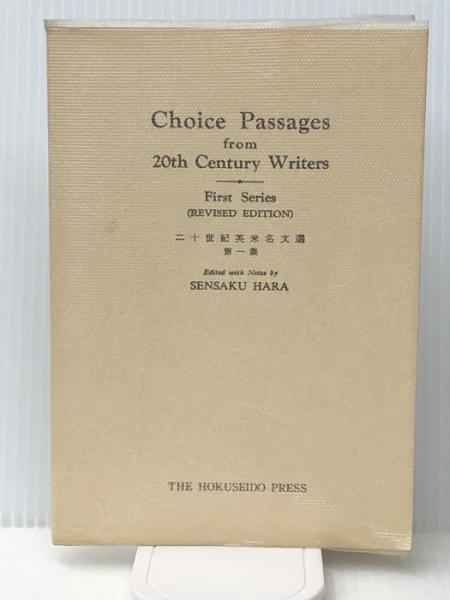 Choice Passages
from
20th Century Writers
First Series
(REVISED EDITION)
二十世紀英米名文選
第一集
Edited with Notes by
SENSAKU HARA
THE HOKUSEIDO PRESS